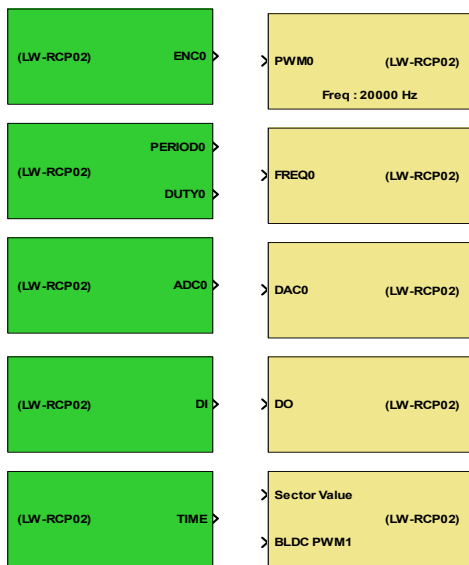 (LW-RCP02) ENC0
PWM0 (LW-RCP02)
Freq : 20000 Hz
PERIOD0
(LW-RCP02)
DUTY0
FREQ0 (LW-RCP02)
(LW-RCP02) ADC0
DAC0 (LW-RCP02)
(LW-RCP02) DI
DO (LW-RCP02)
(LW-RCP02) TIME
Sector Value
(LW-RCP02)
BLDC PWM1